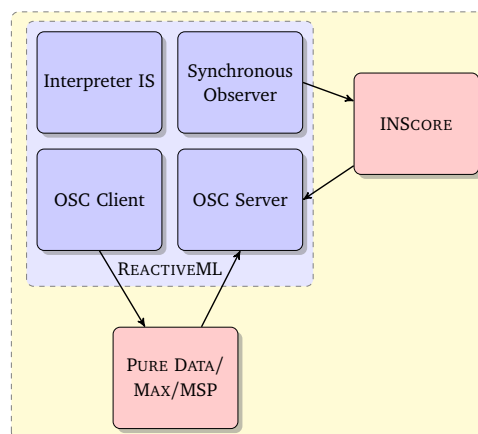 Interpreter IS
Synchronous
Observer
INSCORE
OSC Client
OSC Server
REACTIVEML
PURE DATA/
MAX/MSP